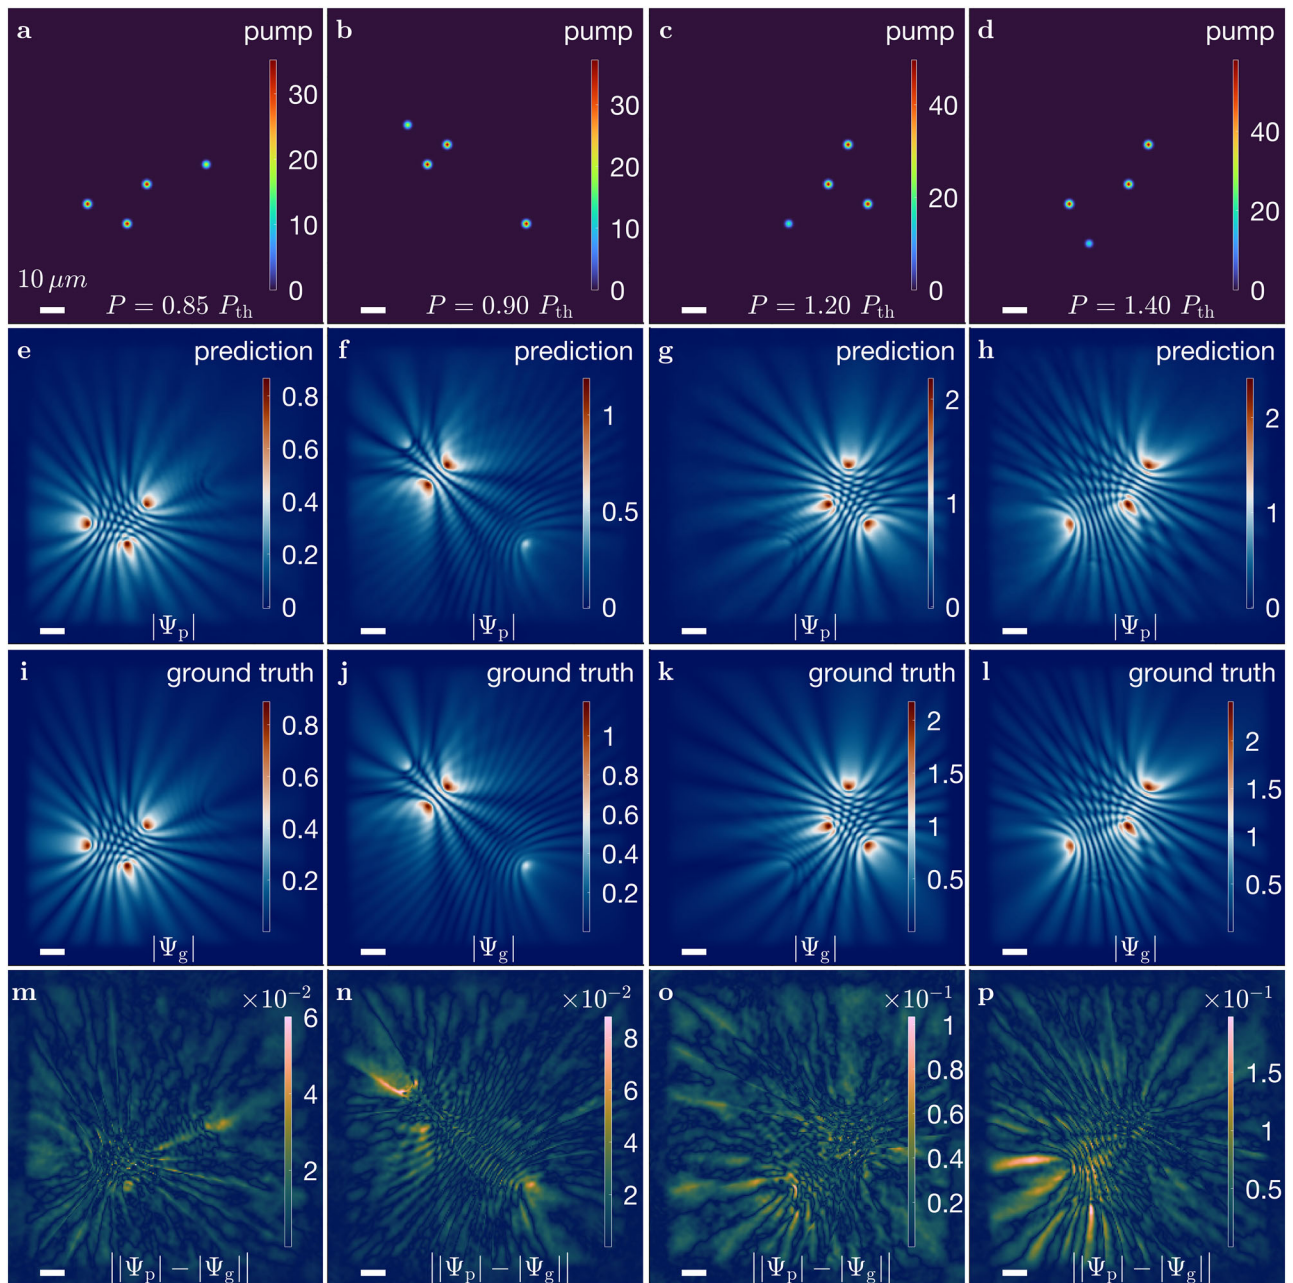 a pump
30
20
10
0
10 μm
P = 0.85 P_th
b pump
30
20
10
0
P = 0.90 P_th
c pump
40
20
0
P = 1.20 P_th
d pump
40
20
0
P = 1.40 P_th
e prediction
0.8
0.6
0.4
0.2
0
|Ψ_p|
f prediction
1
0.5
0
|Ψ_p|
g prediction
2
1
0
|Ψ_p|
h prediction
2
1
0
|Ψ_p|
i ground truth
0.8
0.6
0.4
0.2
|Ψ_g|
j ground truth
1
0.8
0.6
0.4
0.2
|Ψ_g|
k ground truth
2
1.5
1
0.5
|Ψ_g|
l ground truth
2
1.5
1
0.5
|Ψ_g|
m ×10⁻²
6
4
2
||Ψ_p| − |Ψ_g||
n ×10⁻²
8
6
4
2
||Ψ_p| − |Ψ_g||
o ×10⁻¹
1
0.8
0.6
0.4
0.2
||Ψ_p| − |Ψ_g||
p ×10⁻¹
1.5
1
0.5
||Ψ_p| − |Ψ_g||